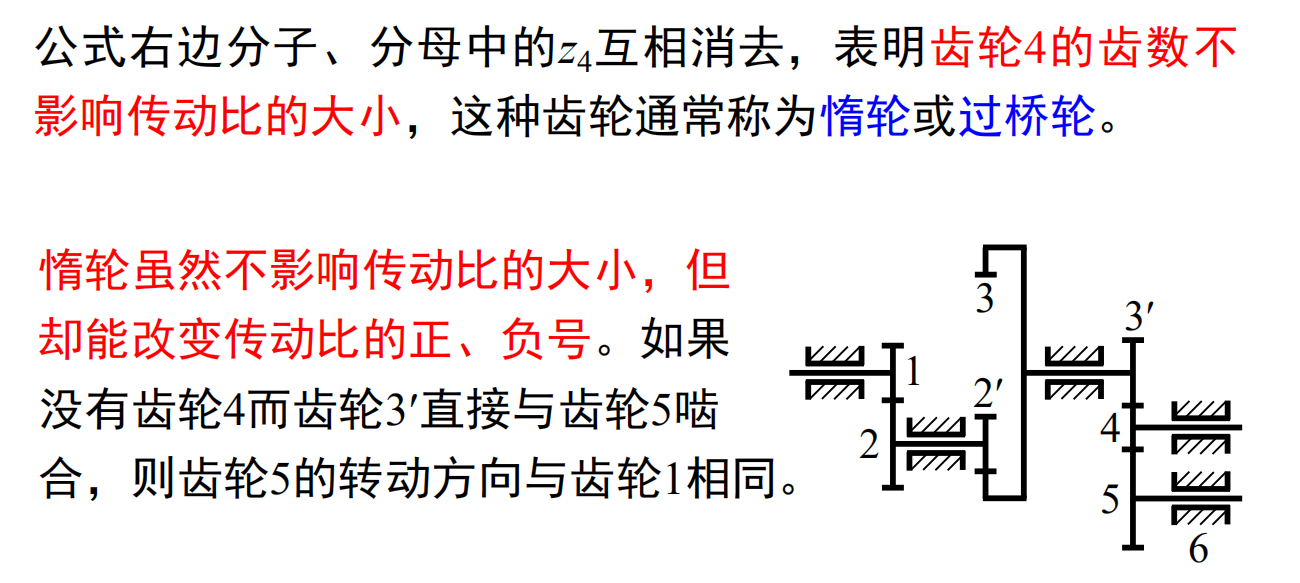 公式右边分子、分母中的z4互相消去，表明齿轮4的齿数不
影响传动比的大小，这种齿轮通常称为惰轮或过桥轮。
惰轮虽然不影响传动比的大小，但
却能改变传动比的正、负号。如果
没有齿轮4而齿轮3′直接与齿轮5啮
合，则齿轮5的转动方向与齿轮1相同。
3
3′
1
2′
2
4
5
6